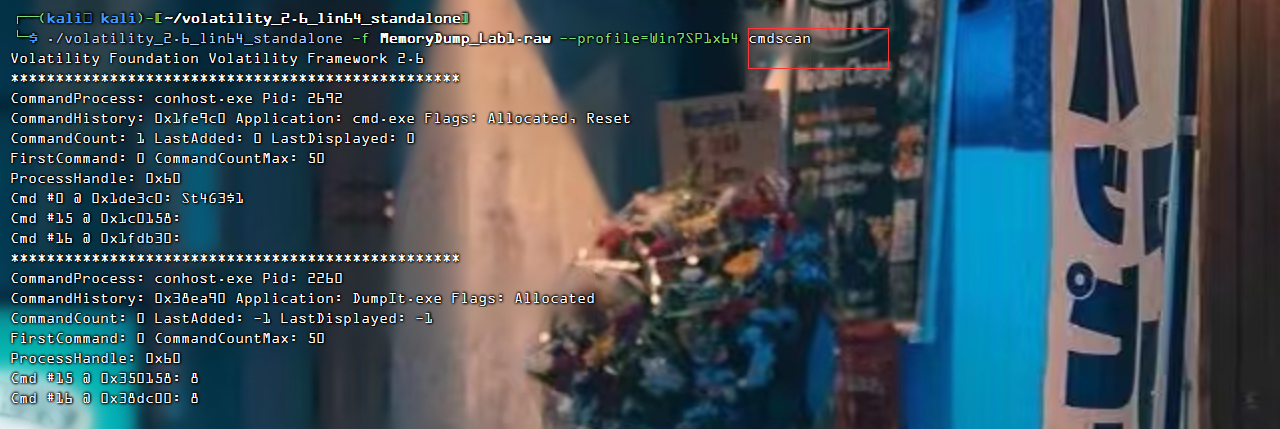 ┌──(kali㉿ kali)-[~/volatility_2.6_lin64_standalone]
└─$ ./volatility_2.6_lin64_standalone -f MemoryDump_Lab1.raw --profile=Win7SP1x64 cmdscan
Volatility Foundation Volatility Framework 2.6
**************************************************
CommandProcess: conhost.exe Pid: 2692
CommandHistory: 0x1fe9c0 Application: cmd.exe Flags: Allocated, Reset
CommandCount: 1 LastAdded: 0 LastDisplayed: 0
FirstCommand: 0 CommandCountMax: 50
ProcessHandle: 0x60
Cmd #0 @ 0x1de3c0: St4G3$1
Cmd #15 @ 0x1c0158:
Cmd #16 @ 0x1fdb30:
**************************************************
CommandProcess: conhost.exe Pid: 2260
CommandHistory: 0x38ea90 Application: DumpIt.exe Flags: Allocated
CommandCount: 0 LastAdded: -1 LastDisplayed: -1
FirstCommand: 0 CommandCountMax: 50
ProcessHandle: 0x60
Cmd #15 @ 0x350158: 8
Cmd #16 @ 0x38dc00: 8